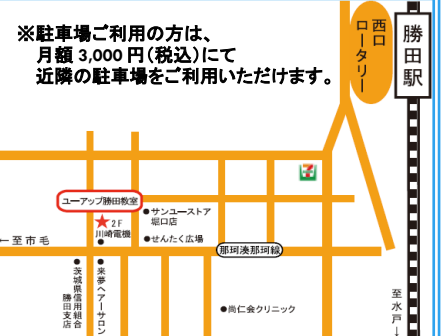 ※駐車場ご利用の方は、
月額 3,000 円(税込)にて
近隣の駐車場をご利用いただけます。
西口
ロータリー
勝田駅
7
ユーアップ勝田教室
★2F
川崎電機
●サンユーストア
堀口店
●せんたく広場
←至市毛
那珂湊那珂線
●茨城県信用組合
勝田支店
●来夢ヘアーサロン
●尚仁会クリニック
至水戸→